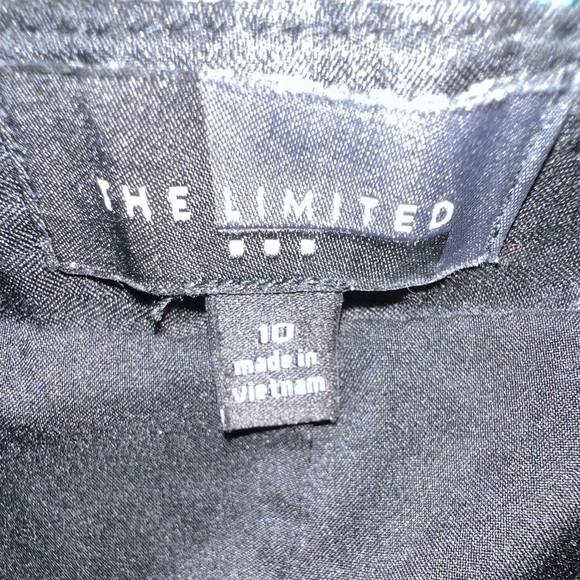 THE LIMITED
10
made in
vietnam